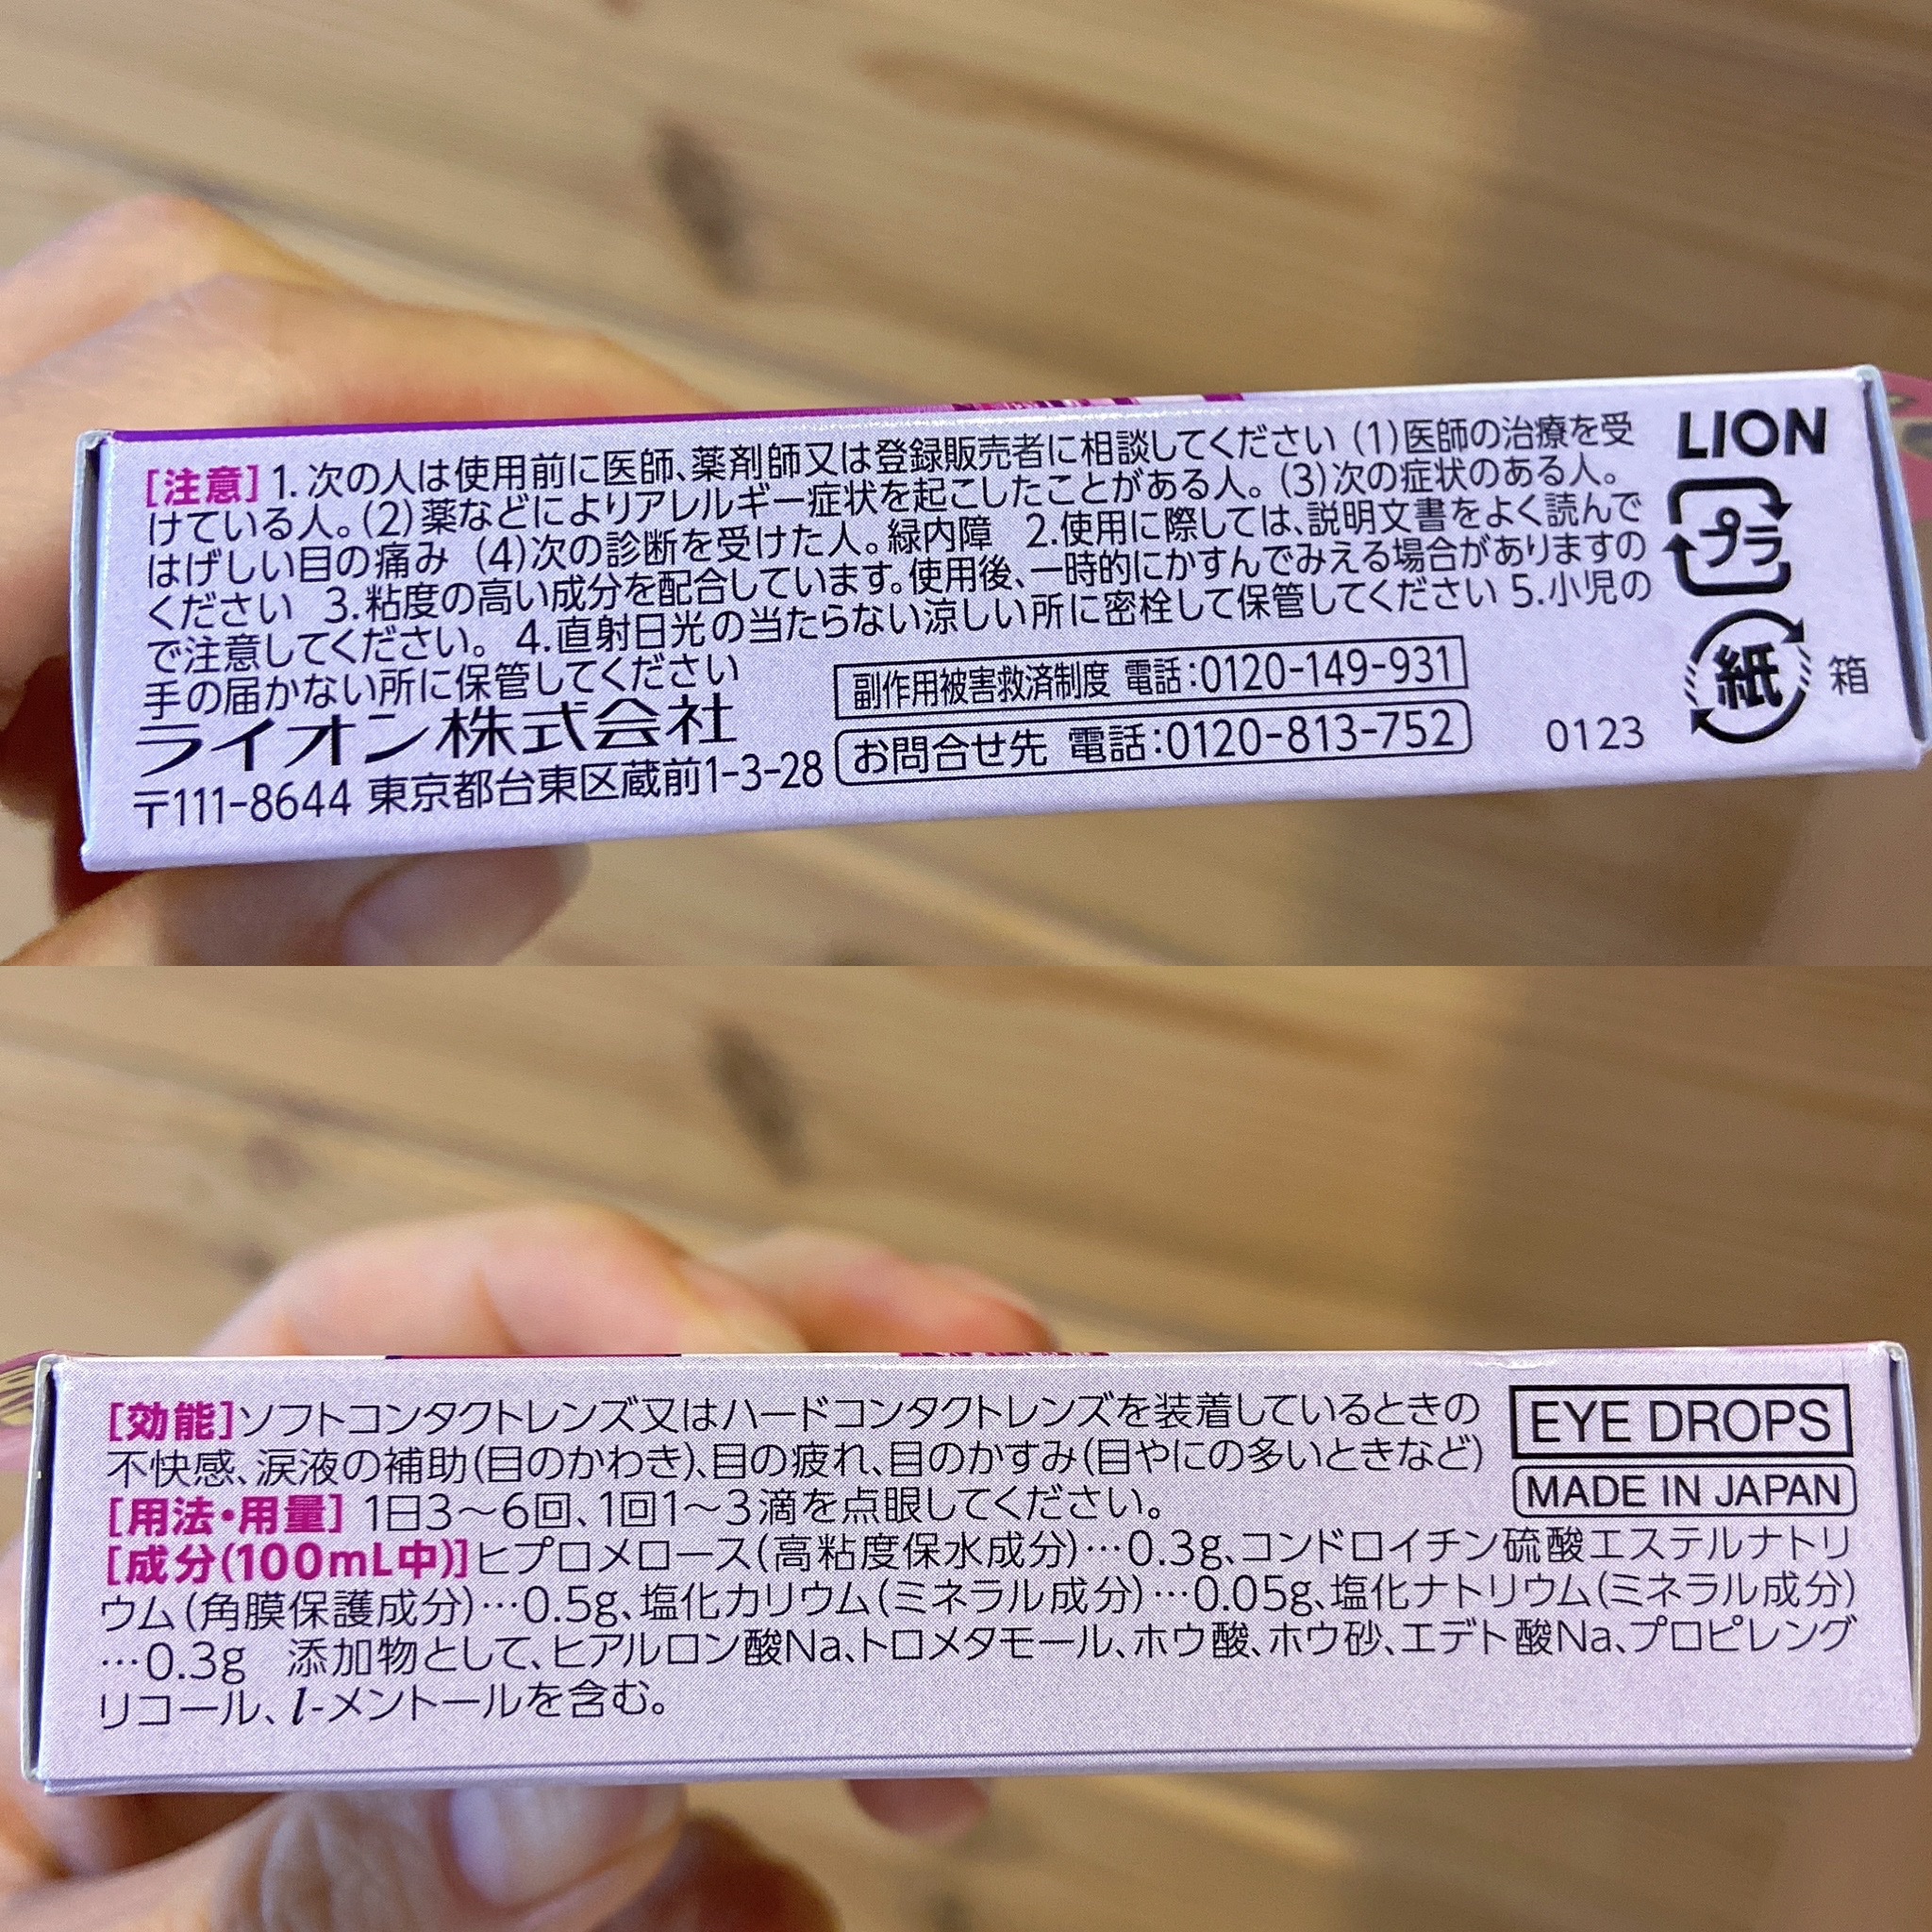 [注意] 1. 次の人は使用前に医師、薬剤師又は登録販売者に相談してください (1)医師の治療を受
けている人。(2)薬などによりアレルギー症状を起こしたことがある人。(3)次の症状のある人。
はげしい目の痛み (4)次の診断を受けた人。緑内障 2.使用に際しては、説明文書をよく読んで
ください 3.粘度の高い成分を配合しています。使用後、一時的にかすんでみえる場合がありますの
で注意してください。 4.直射日光の当たらない涼しい所に密栓して保管してください 5.小児の
手の届かない所に保管してください
ライオン株式会社
〒111-8644 東京都台東区蔵前1-3-28
副作用被害救済制度 電話:0120-149-931
お問合せ先 電話:0120-813-752
0123
LION
プラ
紙
箱
[効能]ソフトコンタクトレンズ又はハードコンタクトレンズを装着しているときの
不快感、涙液の補助(目のかわき)、目の疲れ、目のかすみ(目やにの多いときなど)
[用法・用量] 1日3~6回、1回1~3滴を点眼してください。
[成分(100mL中)]ヒプロメロース(高粘度保水成分)…0.3g、コンドロイチン硫酸エステルナトリ
ウム(角膜保護成分)…0.5g、塩化カリウム(ミネラル成分)…0.05g、塩化ナトリウム(ミネラル成分)
…0.3g 添加物として、ヒアルロン酸Na、トロメタモール、ホウ酸、ホウ砂、エデト酸Na、プロピレング
リコール、l-メントールを含む。
EYE DROPS
MADE IN JAPAN